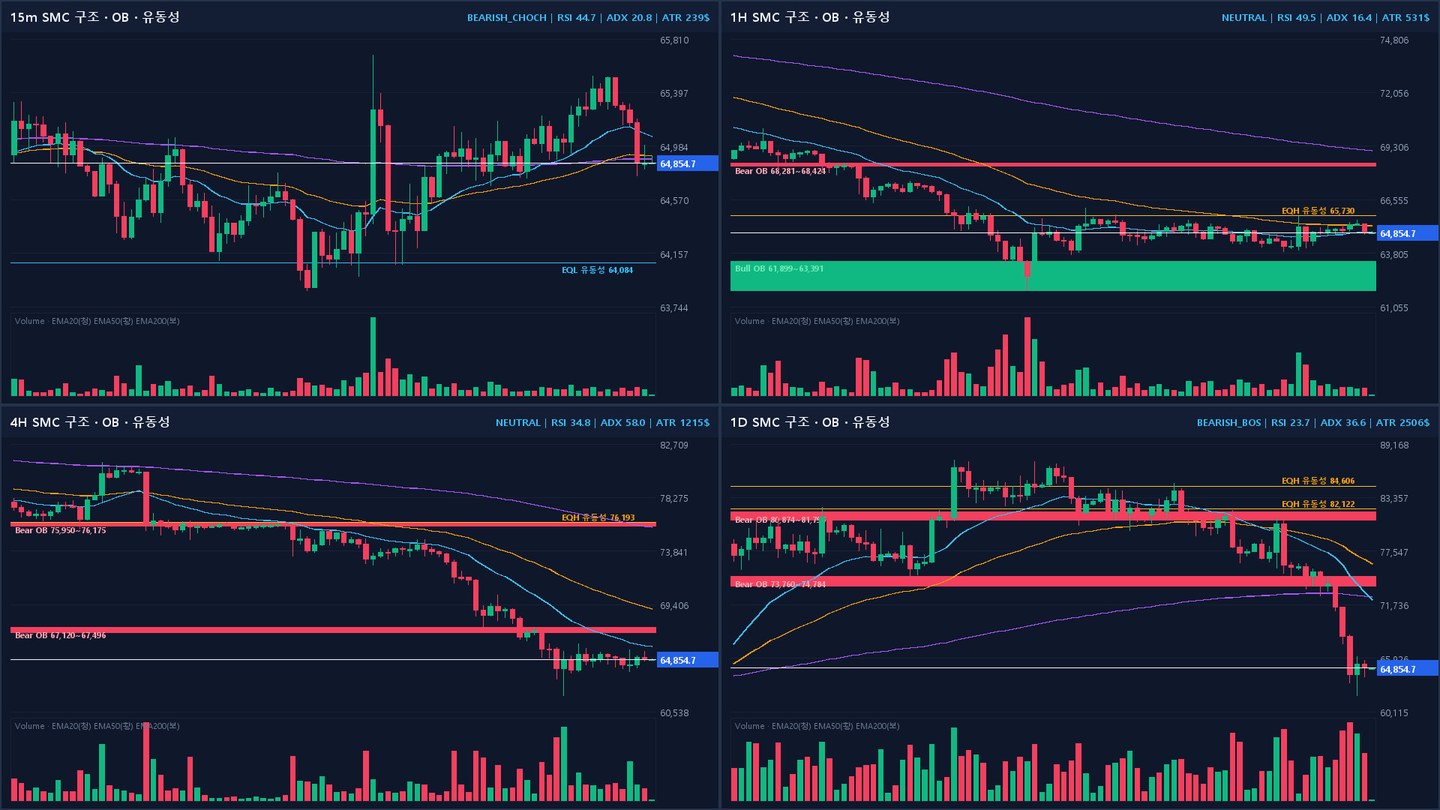 15m SMC 구조 · OB · 유동성
BEARISH_CHOCH | RSI 44.7 | ADX 20.8 | ATR 239$
65,810
65,397
64,984
64,854.7
64,570
64,157
EQL 유동성 64,084
63,744
Volume · EMA20(청) EMA50(황) EMA200(보)
1H SMC 구조 · OB · 유동성
NEUTRAL | RSI 49.5 | ADX 16.4 | ATR 531$
74,806
72,056
69,306
Bear OB 68,281~68,424
66,555
EQH 유동성 65,730
64,854.7
63,805
Bull OB 61,899~63,391
61,055
Volume · EMA20(청) EMA50(황) EMA200(보)
4H SMC 구조 · OB · 유동성
NEUTRAL | RSI 34.8 | ADX 58.0 | ATR 1215$
82,709
78,275
EQH 유동성 76,193
Bear OB 75,950~76,175
73,841
69,406
Bear OB 67,120~67,496
64,854.7
60,538
Volume · EMA20(청) EMA50(황) EMA200(보)
1D SMC 구조 · OB · 유동성
BEARISH_BOS | RSI 23.7 | ADX 36.6 | ATR 2506$
89,168
EQH 유동성 84,606
83,357
EQH 유동성 82,122
Bear OB
77,547
Bear OB 73,760~74,784
71,736
64,854.7
60,115
Volume · EMA20(청) EMA50(황) EMA200(보)